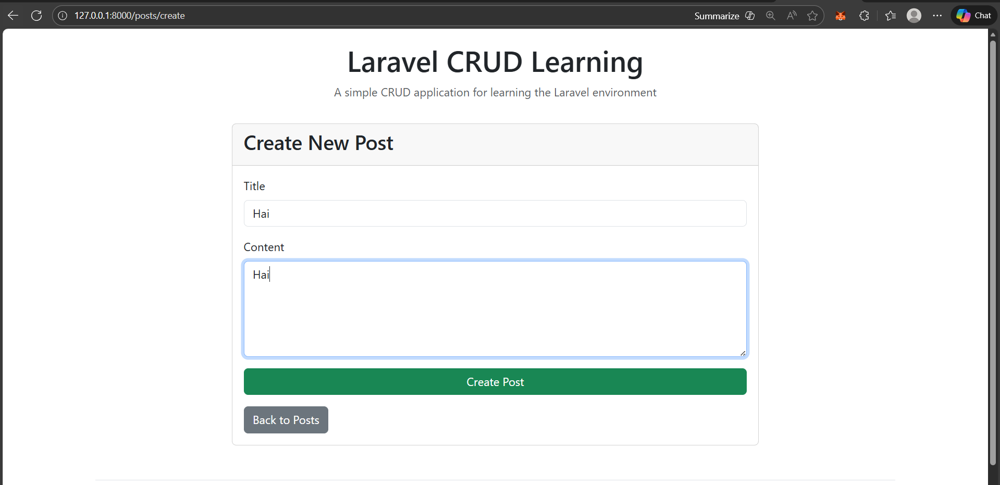 127.0.0.1:8000/posts/create
Summarize
Chat
Laravel CRUD Learning
A simple CRUD application for learning the Laravel environment
Create New Post
Title
Hai
Content
Hai
Create Post
Back to Posts